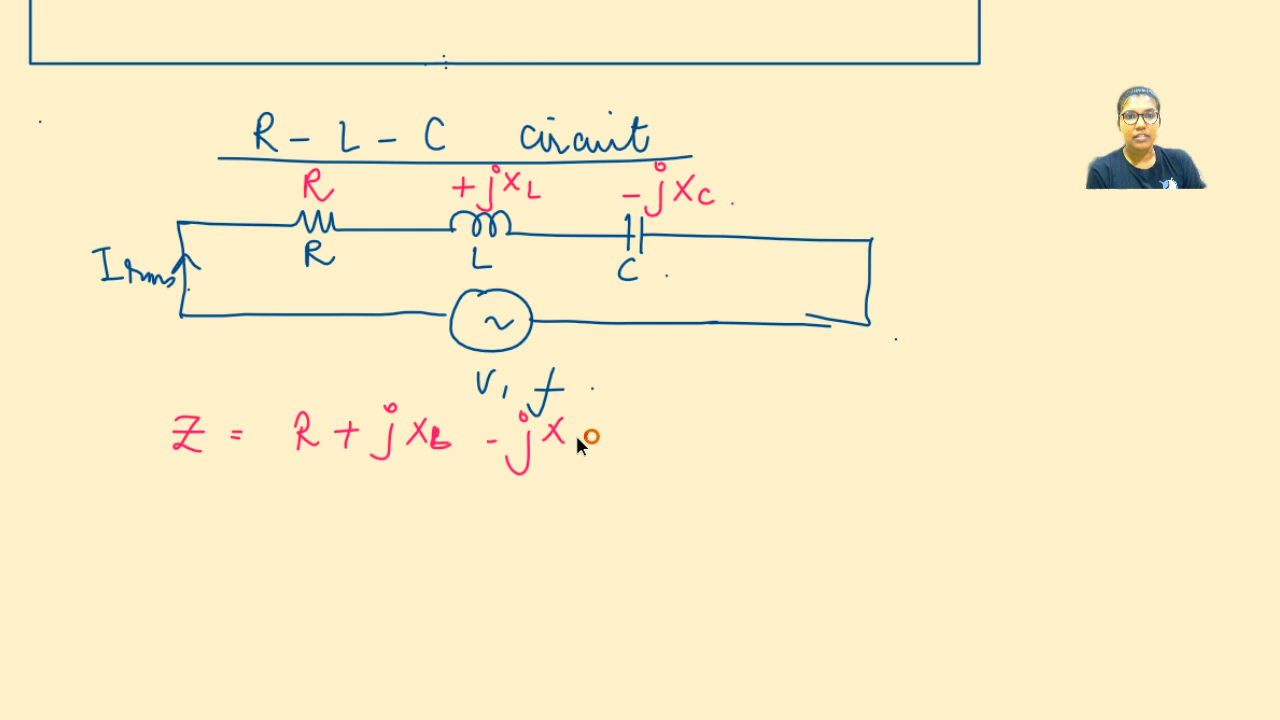 R - L - C circuit
R +jXL -jXC
R L C
Irms
~
V, f
Z = R + jXL - jX